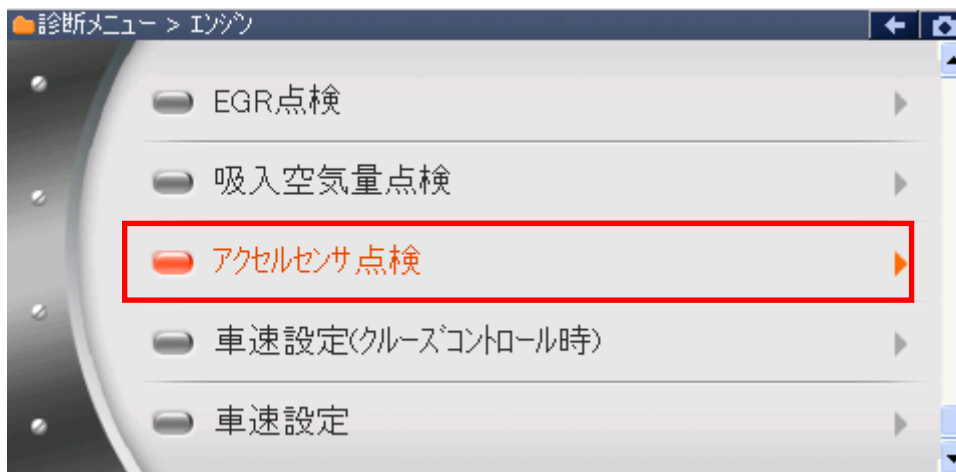 診断メニュー > エンジン
EGR点検
吸入空気量点検
アクセルセンサ点検
車速設定(クルーズコントロール時)
車速設定